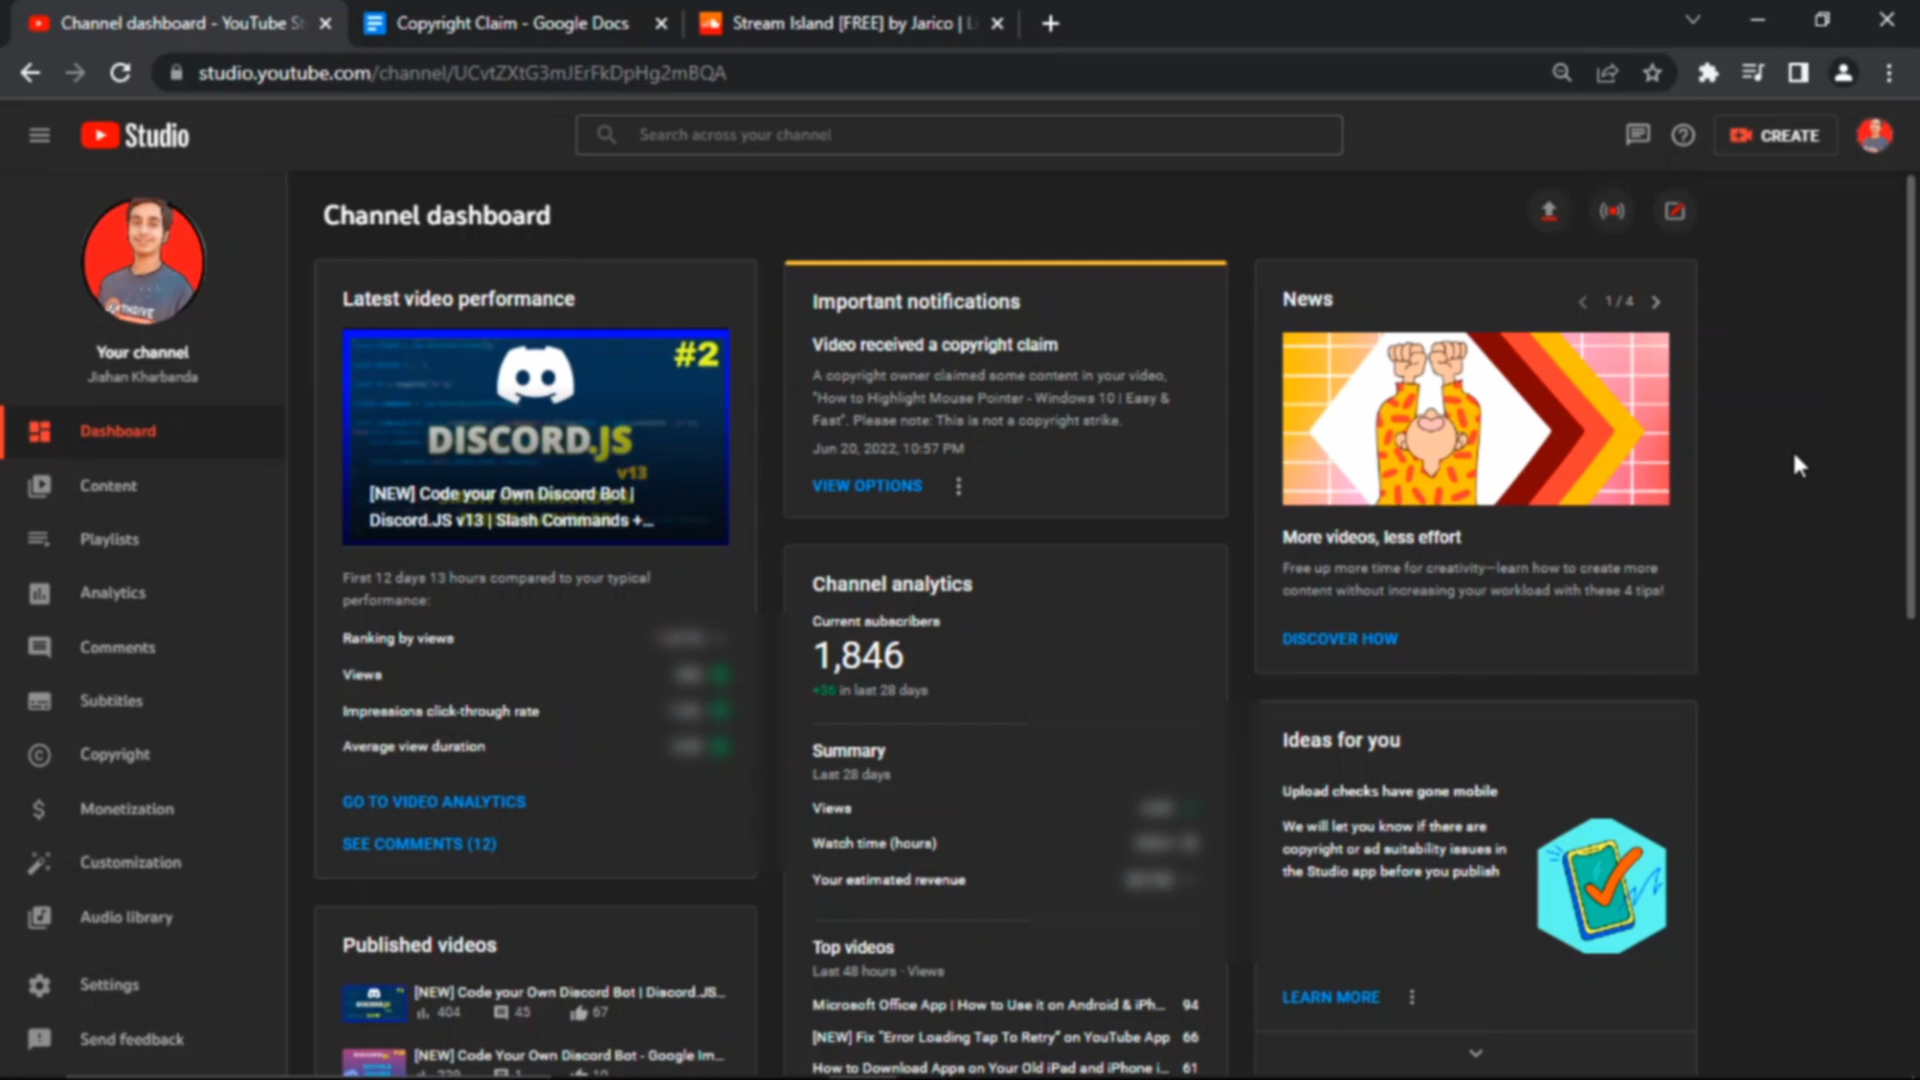 Channel dashboard - YouTube St
Copyright Claim - Google Docs
Stream Island [FREE] by Jarico | Li
studio.youtube.com/channel/UCvtZXtG3mJErFkDpHg2mBQA
Studio
Search across your channel
CREATE
THRIVE
Your channel
Jishan Kharbanda
Dashboard
Content
Playlists
Analytics
Comments
Subtitles
Copyright
Monetization
Customization
Audio library
Settings
Send feedback
Channel dashboard
Latest video performance
#2
DISCORD.JS
v13
[NEW] Code your Own Discord Bot |
Discord.JS v13 | Slash Commands +...
First 12 days 13 hours compared to your typical
performance:
Ranking by views
Views
Impressions click-through rate
Average view duration
GO TO VIDEO ANALYTICS
SEE COMMENTS (12)
Published videos
[NEW] Code your Own Discord Bot | Discord.JS...
404 45 67
[NEW] Code Your Own Discord Bot - Google Im...
220 1 10
Important notifications
Video received a copyright claim
A copyright owner claimed some content in your video,
"How to Highlight Mouse Pointer - Windows 10 | Easy &
Fast". Please note: This is not a copyright strike.
Jun 20, 2022, 10:57 PM
VIEW OPTIONS
Channel analytics
Current subscribers
1,846
+36 in last 28 days
Summary
Last 28 days
Views
Watch time (hours)
Your estimated revenue
Top videos
Last 48 hours · Views
Microsoft Office App | How to Use it on Android & iPh... 94
[NEW] Fix "Error Loading Tap To Retry" on YouTube App 66
How to Download Apps on Your Old iPad and iPhone i... 61
News
1 / 4
More videos, less effort
Free up more time for creativity—learn how to create more
content without increasing your workload with these 4 tips!
DISCOVER HOW
Ideas for you
Upload checks have gone mobile
We will let you know if there are
copyright or ad suitability issues in
the Studio app before you publish
LEARN MORE